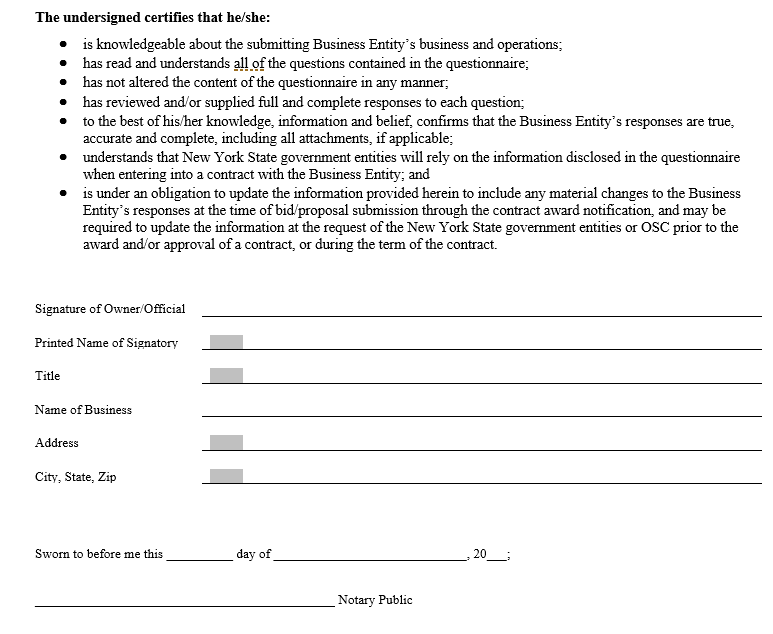 The undersigned certifies that he/she:
• is knowledgeable about the submitting Business Entity's business and operations;
• has read and understands all of the questions contained in the questionnaire;
• has not altered the content of the questionnaire in any manner;
• has reviewed and/or supplied full and complete responses to each question;
• to the best of his/her knowledge, information and belief, confirms that the Business Entity's responses are true,
accurate and complete, including all attachments, if applicable;
• understands that New York State government entities will rely on the information disclosed in the questionnaire
when entering into a contract with the Business Entity; and
• is under an obligation to update the information provided herein to include any material changes to the Business
Entity's responses at the time of bid/proposal submission through the contract award notification, and may be
required to update the information at the request of the New York State government entities or OSC prior to the
award and/or approval of a contract, or during the term of the contract.
Signature of Owner/Official
Printed Name of Signatory
Title
Name of Business
Address
City, State, Zip
Sworn to before me this __________ day of ____________________________, 20___;
____________________________________________ Notary Public